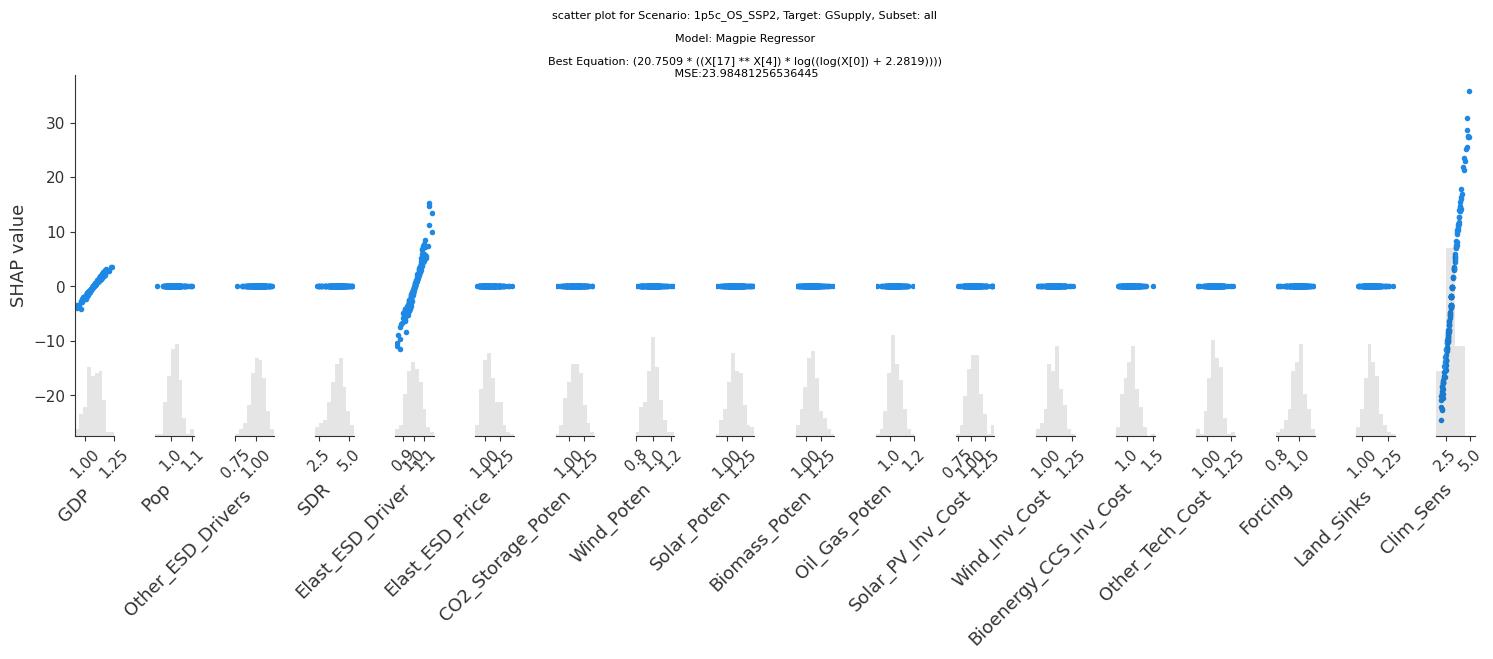 scatter plot for Scenario: 1p5c_OS_SSP2, Target: GSupply, Subset: all
Model: Magpie Regressor
Best Equation: (20.7509 * ((X[17] ** X[4]) * log((log(X[0]) + 2.2819))))
MSE:23.98481256536445
SHAP value
30
20
10
0
−10
−20
1.00 1.25
1.0 1.1
0.75 1.00
2.5 5.0
0.9 1.0 1.1
1.00 1.25
1.00 1.25
0.8 1.0 1.2
1.00 1.25
1.00 1.25
1.0 1.2
0.75 1.00 1.25
1.00 1.25
1.0 1.5
1.00 1.25
0.8 1.0
1.00 1.25
2.5 5.0
GDP
Pop
Other_ESD_Drivers
SDR
Elast_ESD_Driver
Elast_ESD_Price
CO2_Storage_Poten
Wind_Poten
Solar_Poten
Biomass_Poten
Oil_Gas_Poten
Solar_PV_Inv_Cost
Wind_Inv_Cost
Bioenergy_CCS_Inv_Cost
Other_Tech_Cost
Forcing
Land_Sinks
Clim_Sens